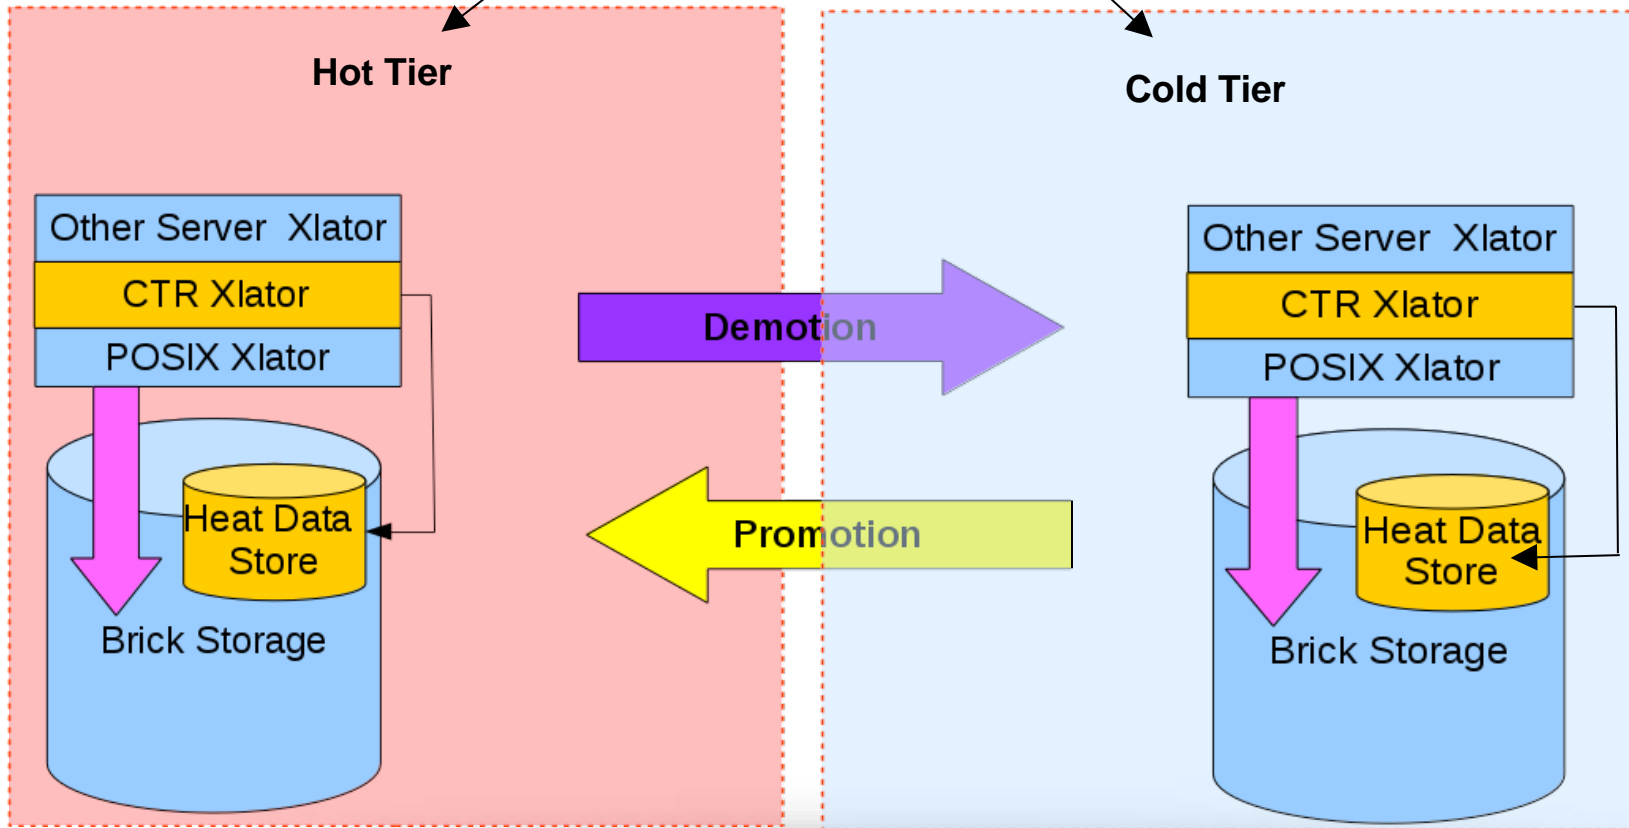 Hot Tier
Cold Tier
Other Server  Xlator
CTR Xlator
POSIX Xlator
Heat Data
Store
Brick Storage
Demotion
Promotion
Other Server  Xlator
CTR Xlator
POSIX Xlator
Heat Data
Store
Brick Storage